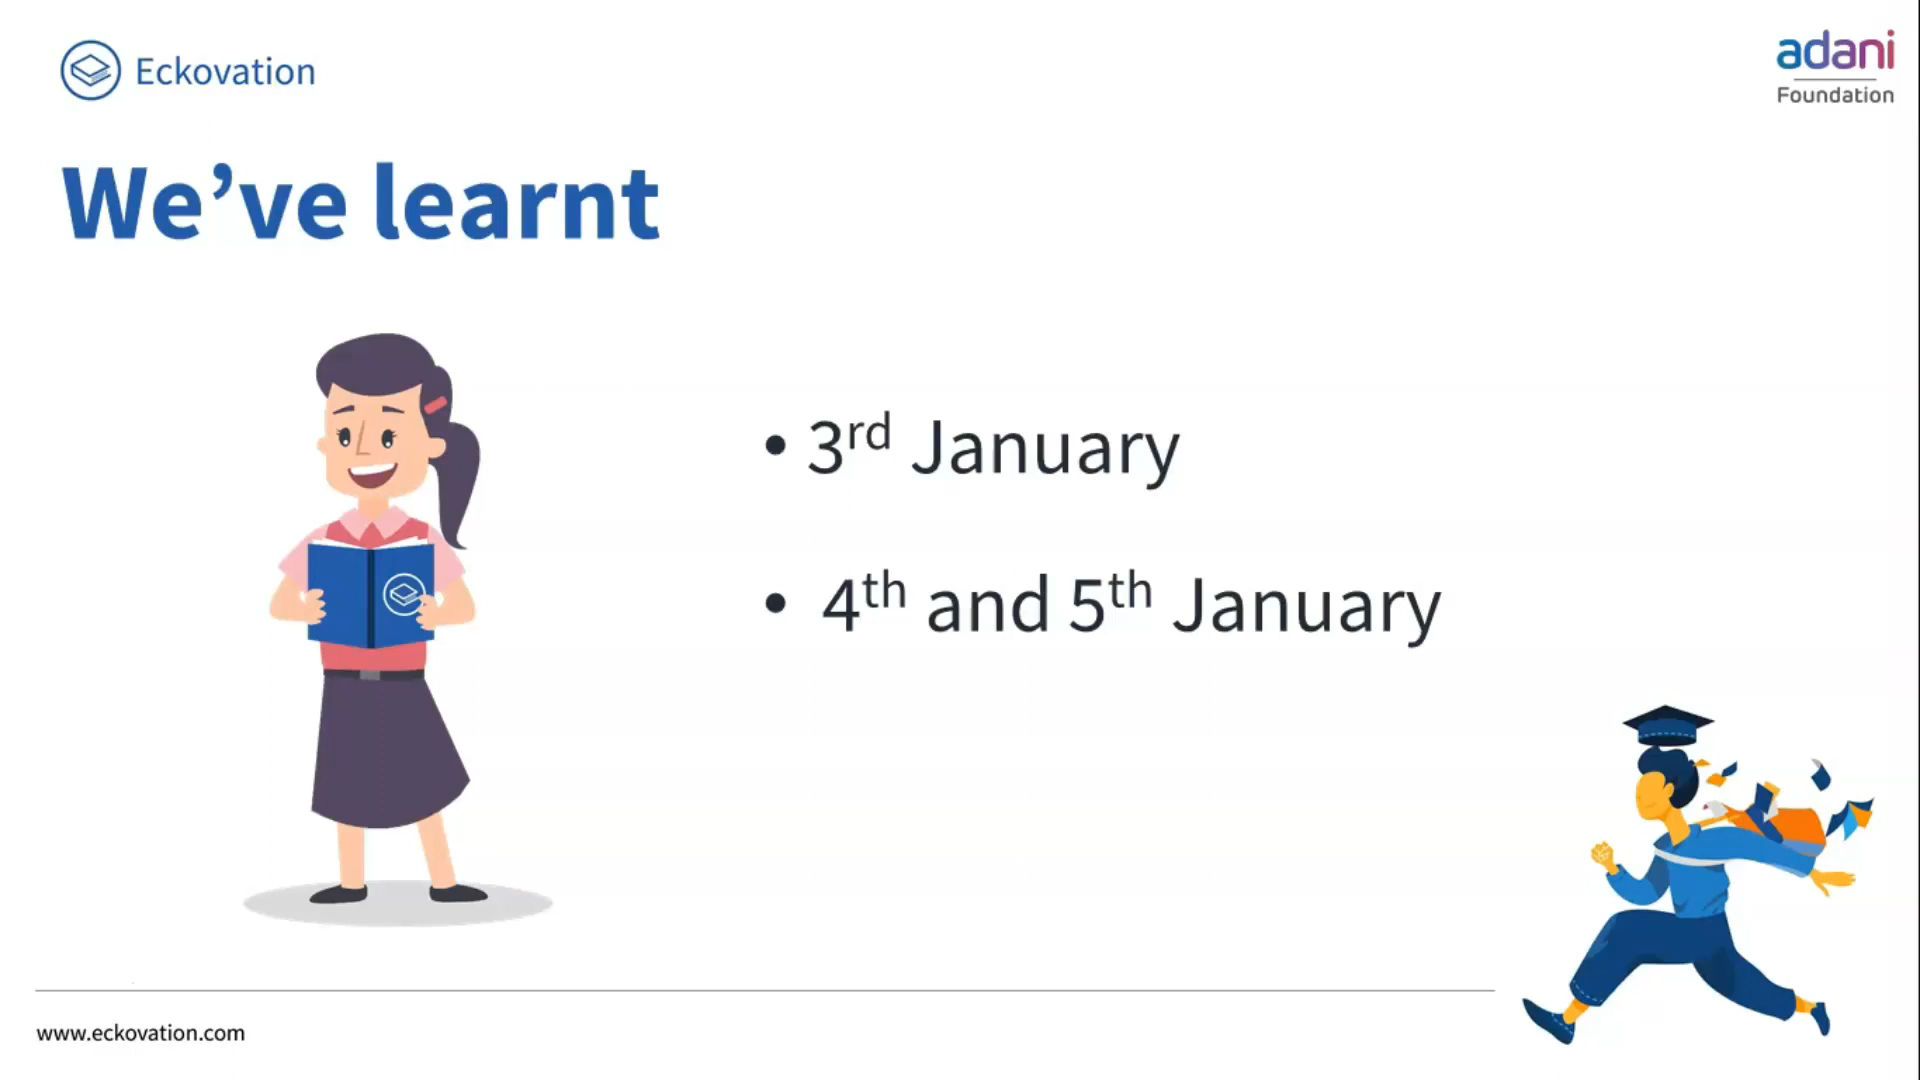 Eckovation
adani
Foundation
We’ve learnt
• 3rd January
• 4th and 5th January
www.eckovation.com